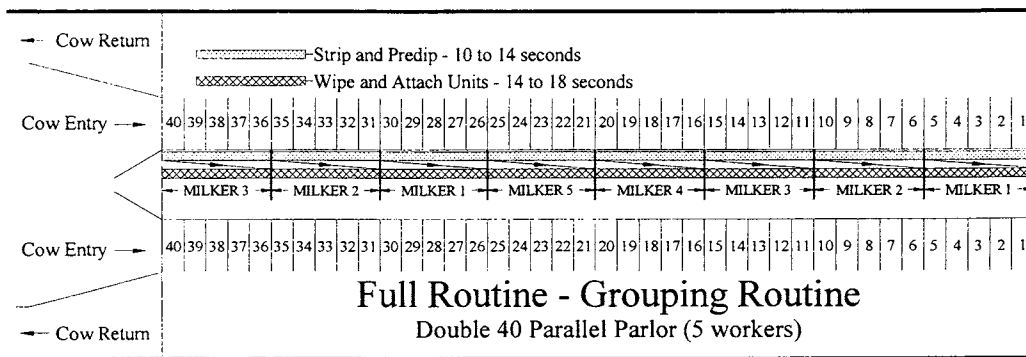 Cow Return
Strip and Predip - 10 to 14 seconds
Wipe and Attach Units - 14 to 18 seconds
Cow Entry
40 39 38 37 36 35 34 33 32 31 30 29 28 27 26 25 24 23 22 21 20 19 18 17 16 15 14 13 12 11 10 9 8 7 6 5 4 3 2 1
MILKER 3 MILKER 2 MILKER 1 MILKER 5 MILKER 4 MILKER 3 MILKER 2 MILKER 1
Cow Entry
40 39 38 37 36 35 34 33 32 31 30 29 28 27 26 25 24 23 22 21 20 19 18 17 16 15 14 13 12 11 10 9 8 7 6 5 4 3 2 1
Full Routine - Grouping Routine
Double 40 Parallel Parlor (5 workers)
Cow Return